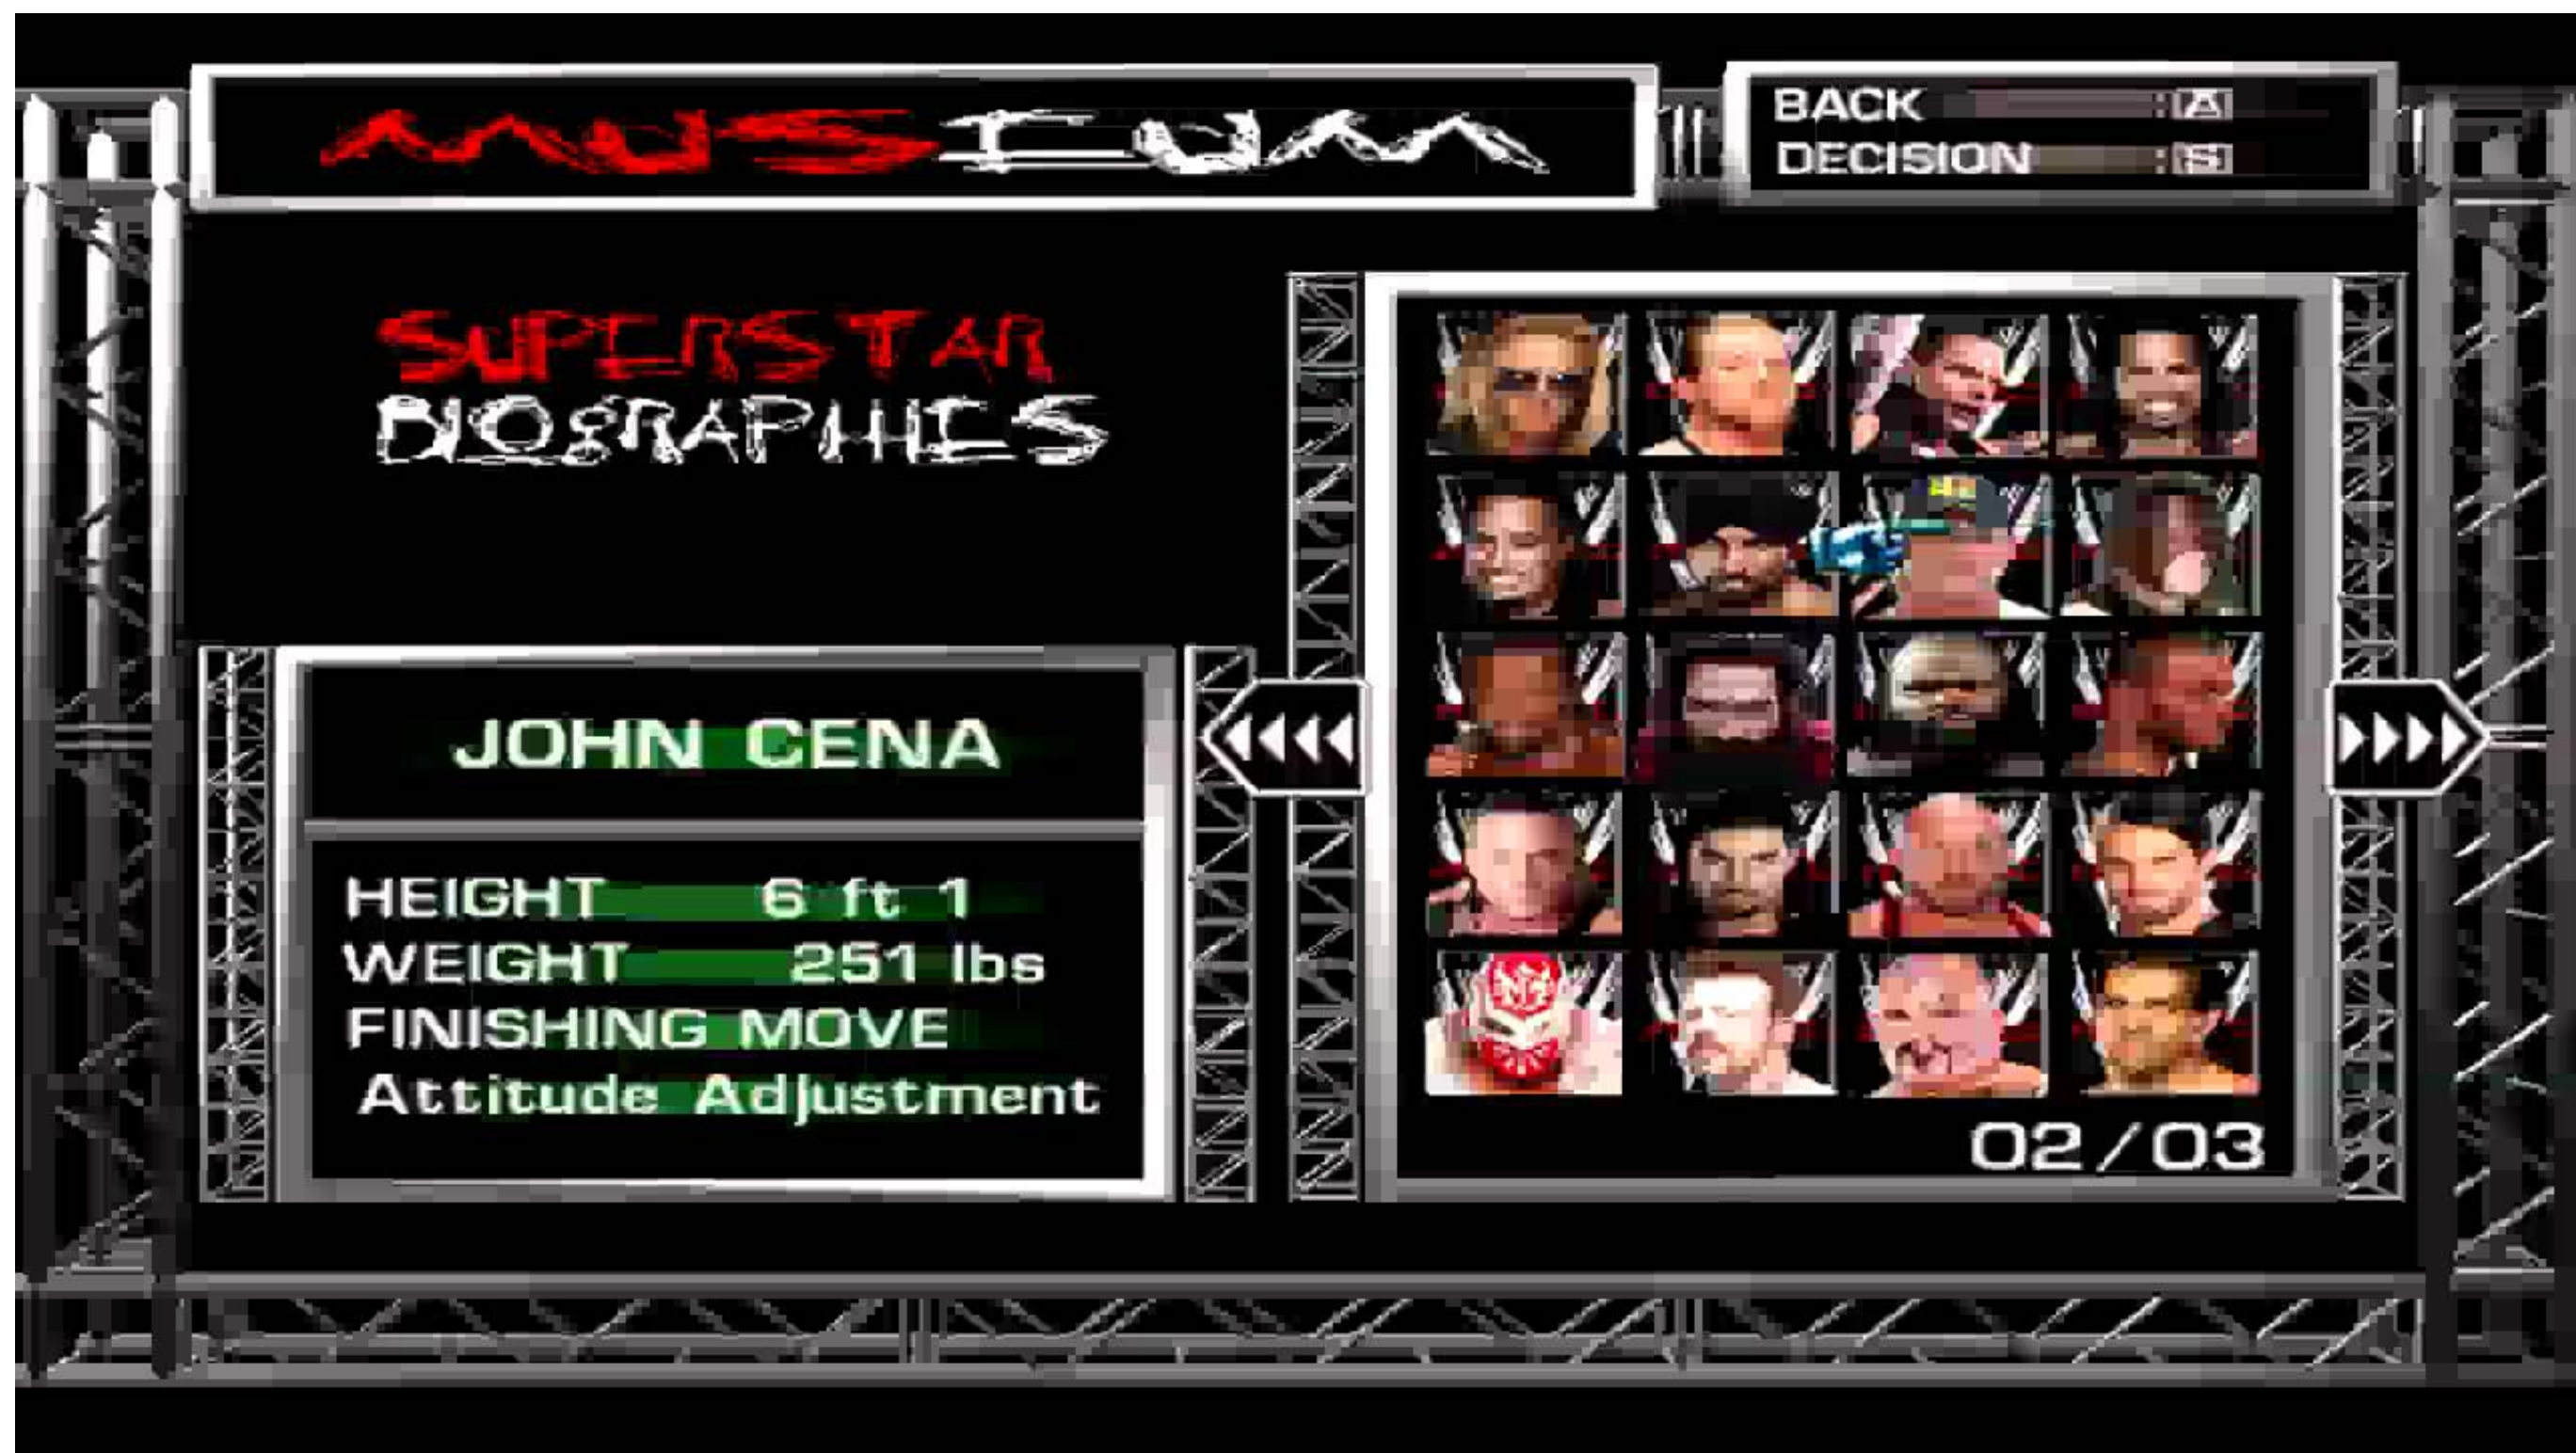 MUSEUM
BACK :[A]
DECISION :[S]
SUPERSTAR
BIOGRAPHIES
JOHN CENA
HEIGHT 6 ft 1
WEIGHT 251 lbs
FINISHING MOVE
Attitude Adjustment
02/03